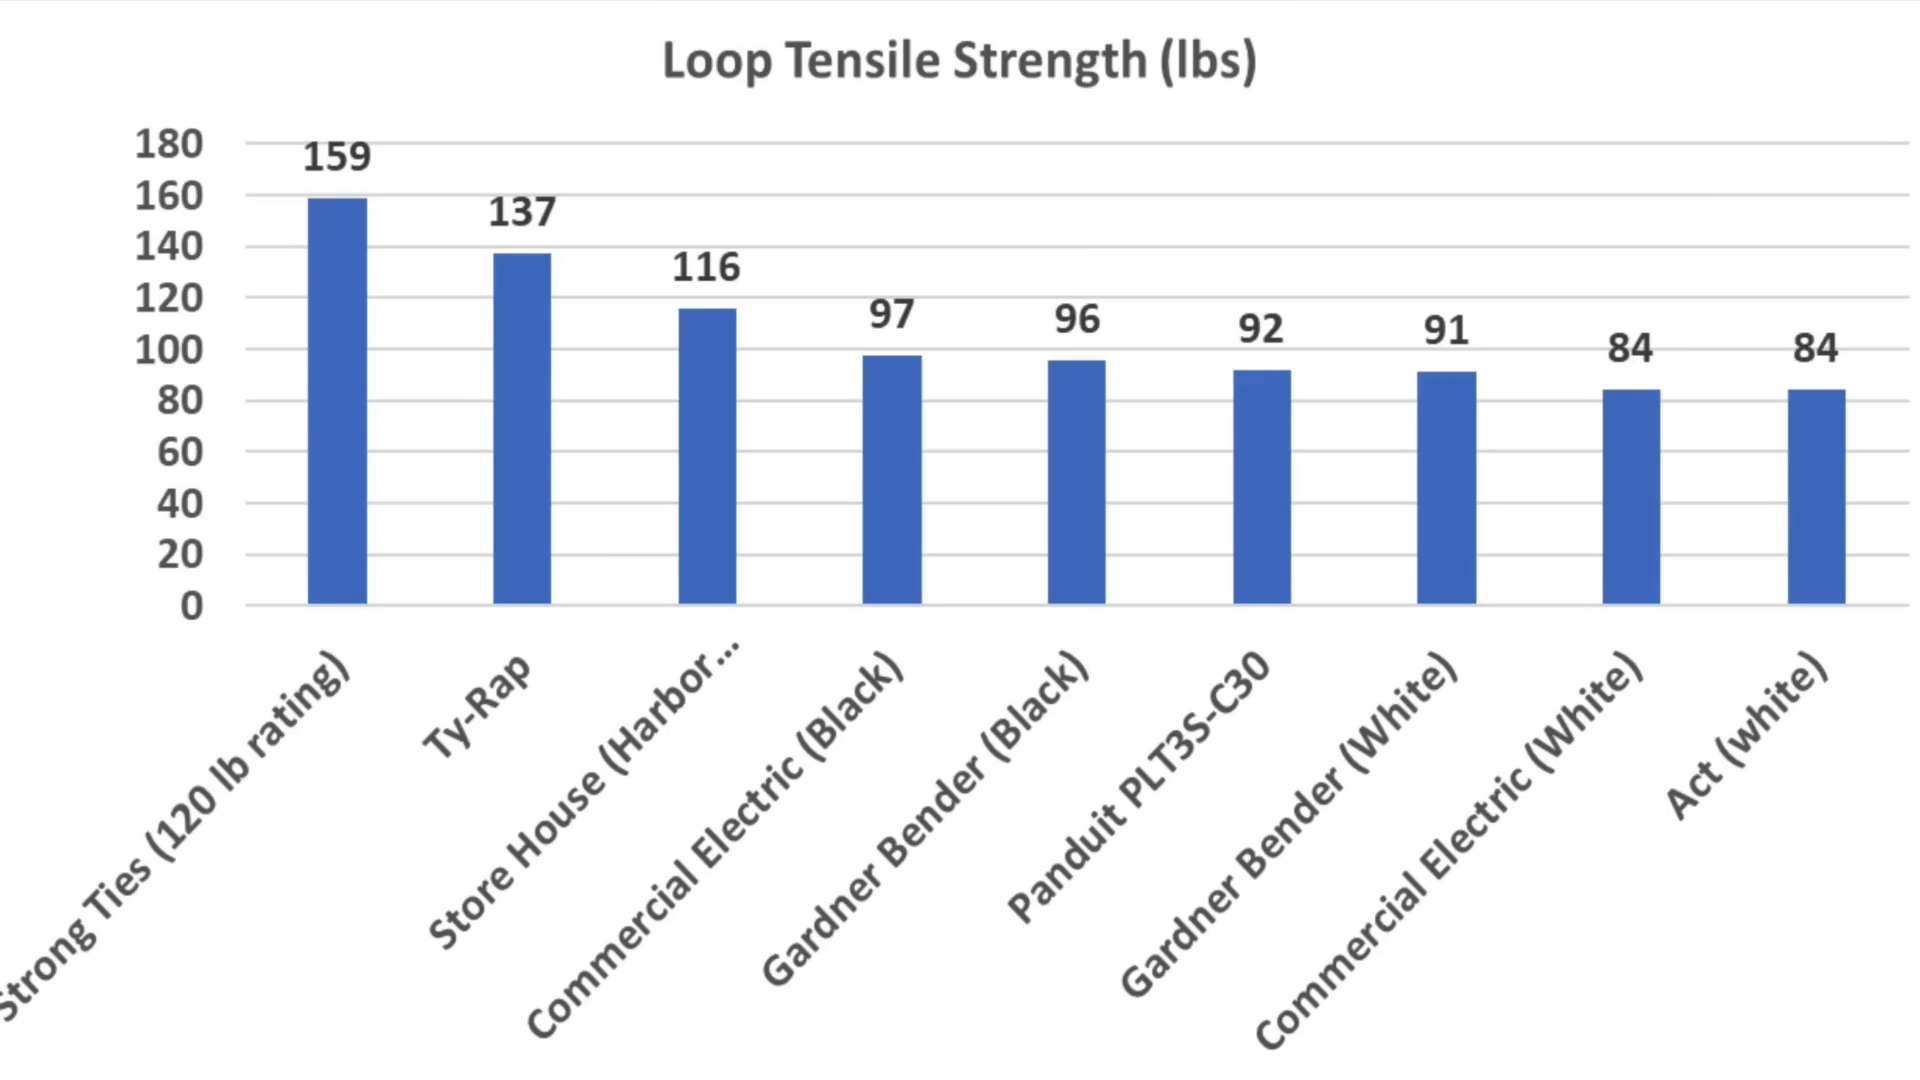 Loop Tensile Strength (lbs)
180
160
140
120
100
80
60
40
20
0
159
137
116
97
96
92
91
84
84
Strong Ties (120 lb rating)
Ty-Rap
Store House (Harbor...
Commercial Electric (Black)
Gardner Bender (Black)
Panduit PLT3S-C30
Gardner Bender (White)
Commercial Electric (White)
Act (white)